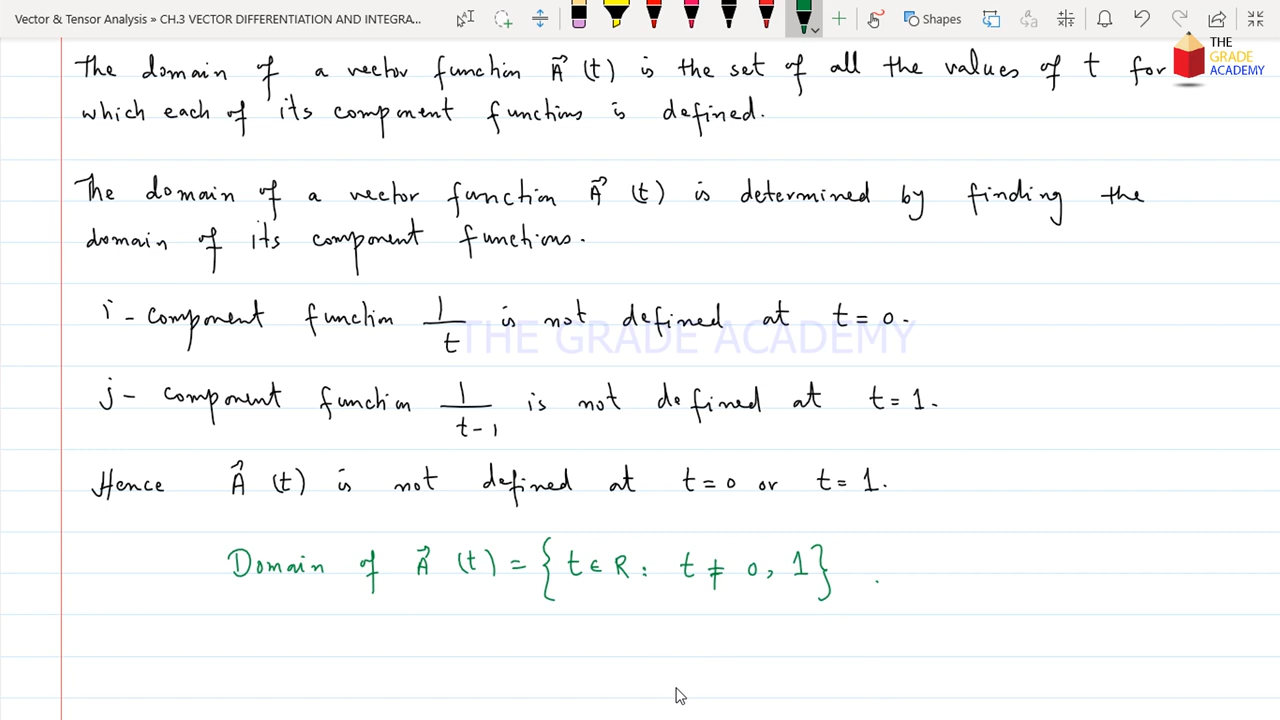 Vector & Tensor Analysis » CH.3 VECTOR DIFFERENTIATION AND INTEGRA...
Shapes
THE
GRADE
ACADEMY
The domain of a vector function A⃗ (t) is the set of all the values of t for
which each of its component functions is defined.
The domain of a vector function A⃗ (t) is determined by finding the
domain of its component functions.
i - component function 1/t is not defined at t = 0.
THE GRADE ACADEMY
j - component function 1/(t-1) is not defined at t = 1.
Hence A⃗ (t) is not defined at t = 0 or t = 1.
Domain of A⃗ (t) = {t ∈ R : t ≠ 0, 1} .